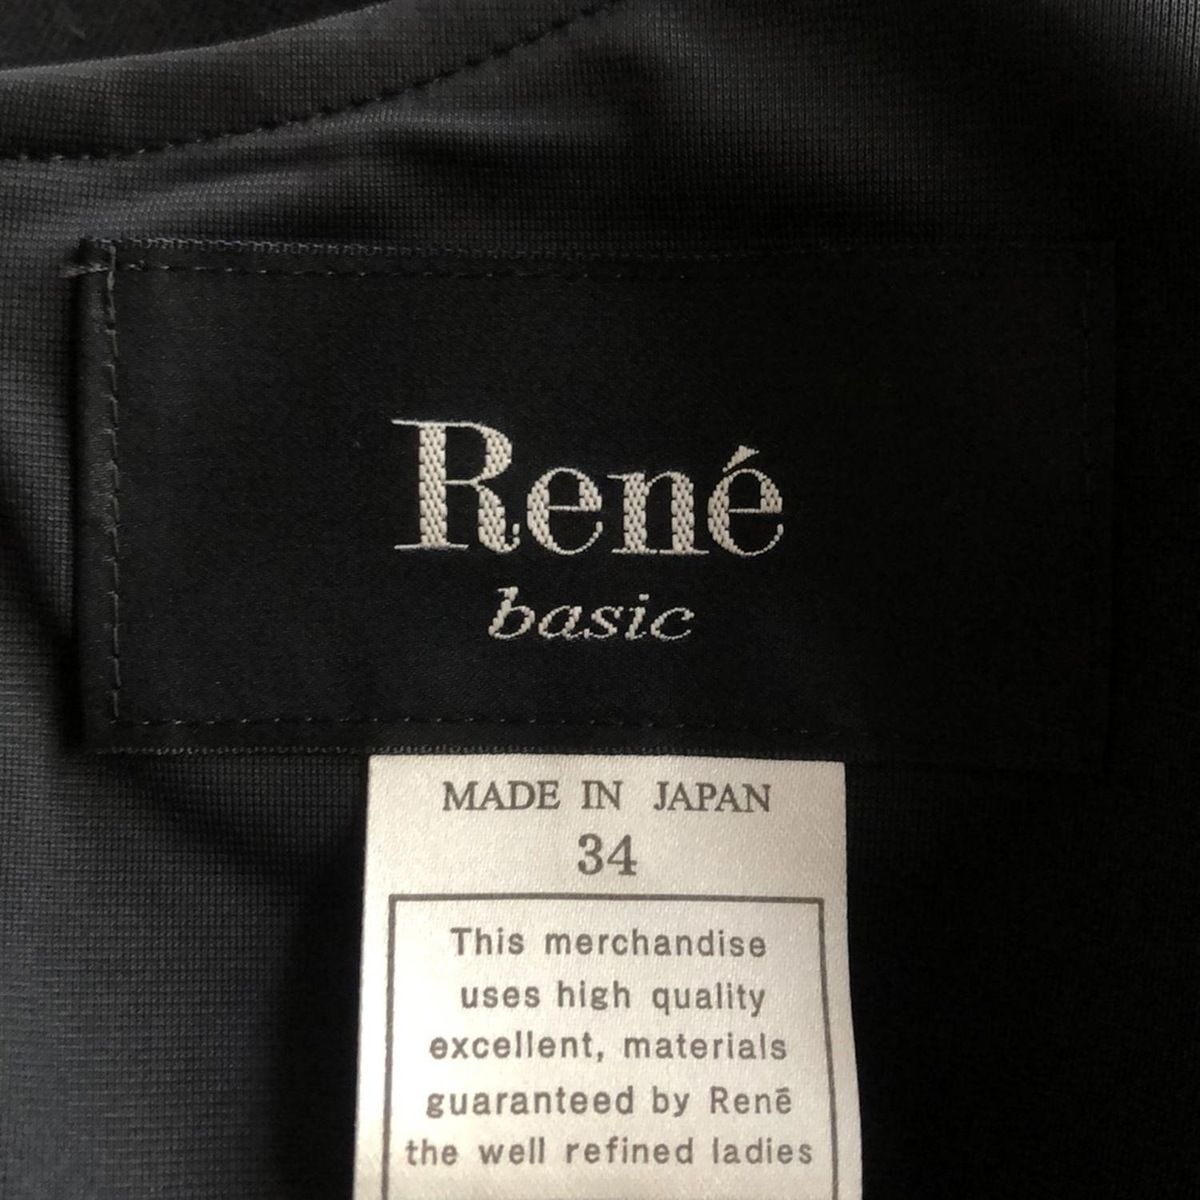 René
basic
MADE IN JAPAN
34
This merchandise
uses high quality
excellent, materials
guaranteed by Renē
the well refined ladies